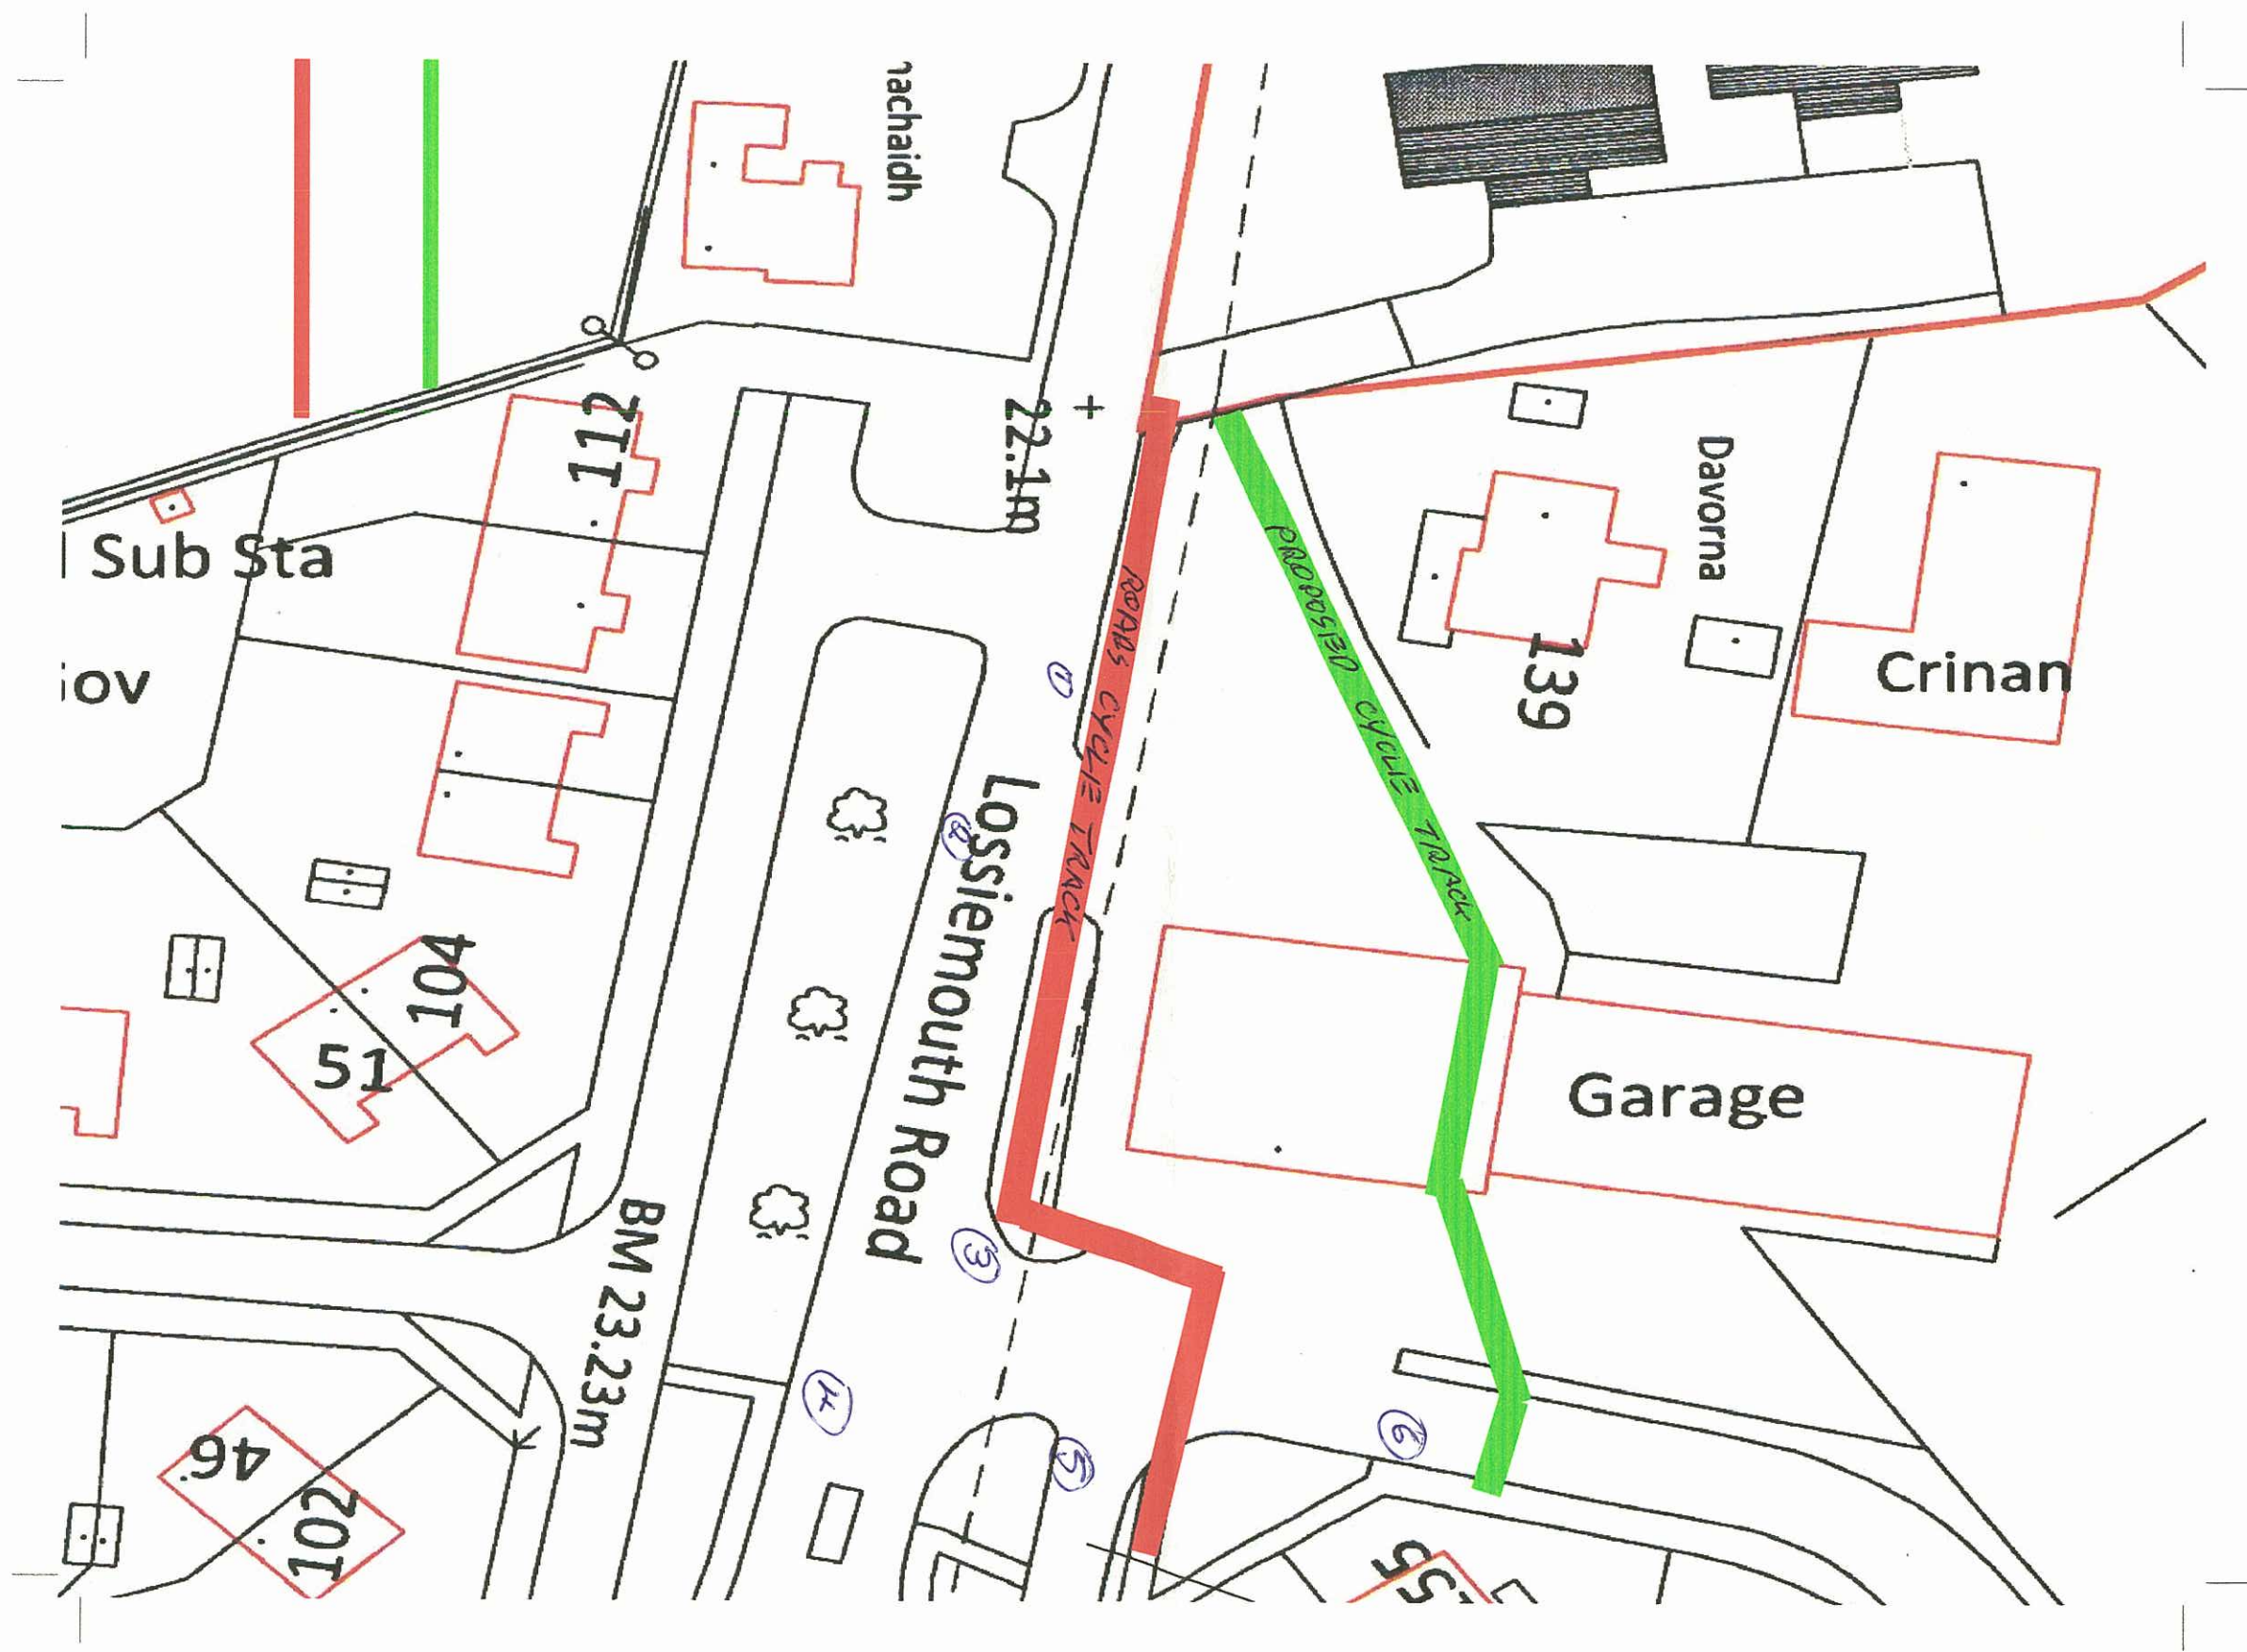 nachaidh
112
22.1m
Davorna
l Sub Sta
139
Crinan
ROADS CYCLE TRACK
PROPOSED CYCLE TRACK
1
2
Lossiemouth Road
104
51
Garage
BM 23.23m
3
4
5
6
46
102